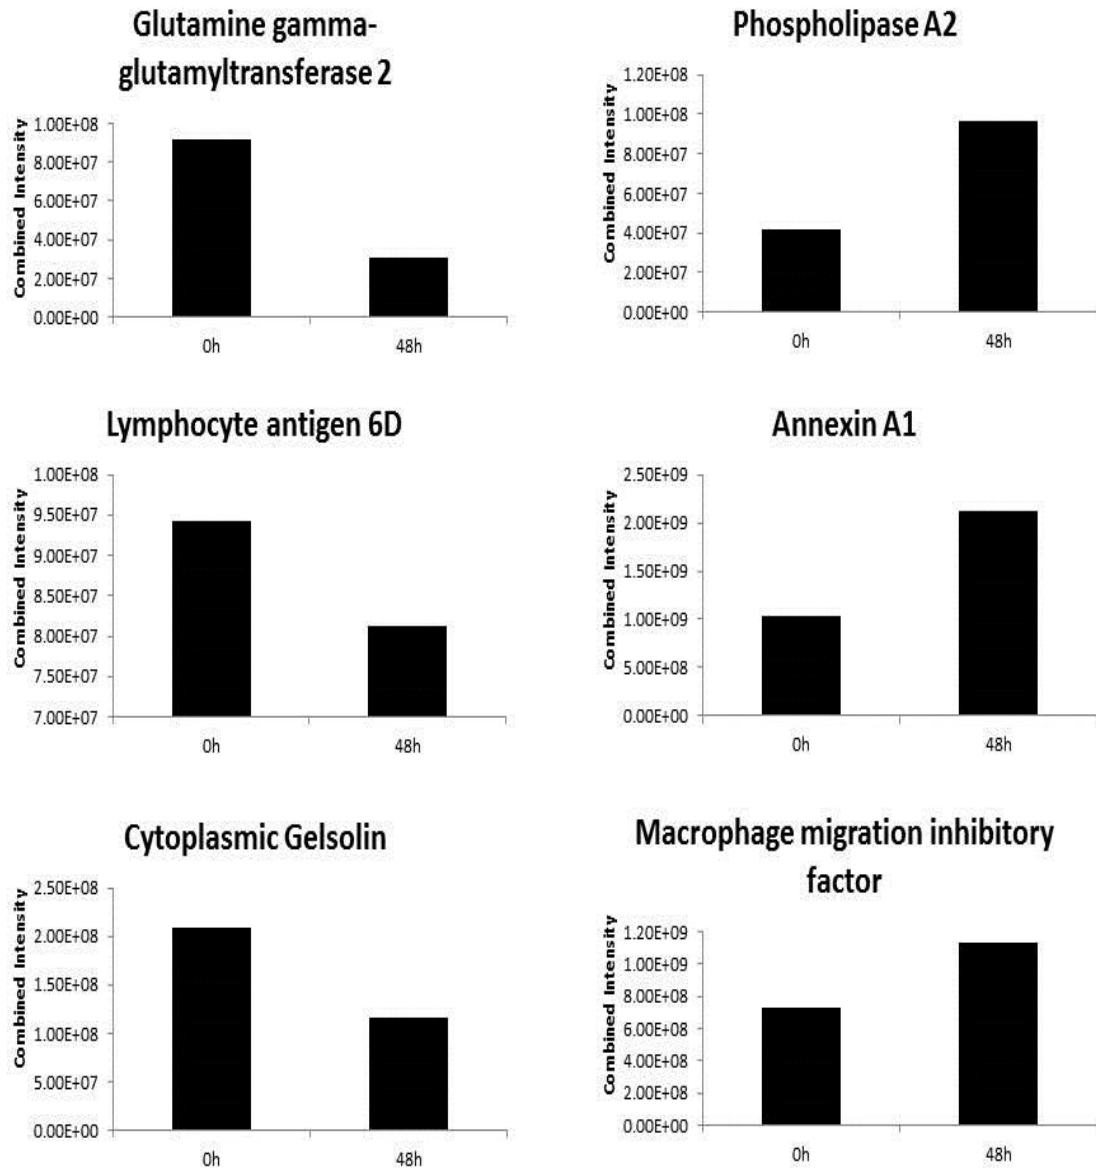 Glutamine gamma-
glutamyltransferase 2
Combined Intensity
1.00E+08
8.00E+07
6.00E+07
4.00E+07
2.00E+07
0.00E+00
0h
48h
Phospholipase A2
Combined Intensity
1.20E+08
1.00E+08
8.00E+07
6.00E+07
4.00E+07
2.00E+07
0.00E+00
0h
48h
Lymphocyte antigen 6D
Combined Intensity
1.00E+08
9.50E+07
9.00E+07
8.50E+07
8.00E+07
7.50E+07
7.00E+07
0h
48h
Annexin A1
Combined Intensity
2.50E+09
2.00E+09
1.50E+09
1.00E+09
5.00E+08
0.00E+00
0h
48h
Cytoplasmic Gelsolin
Combined Intensity
2.50E+08
2.00E+08
1.50E+08
1.00E+08
5.00E+07
0.00E+00
0h
48h
Macrophage migration inhibitory
factor
Combined Intensity
1.20E+09
1.00E+09
8.00E+08
6.00E+08
4.00E+08
2.00E+08
0.00E+00
0h
48h